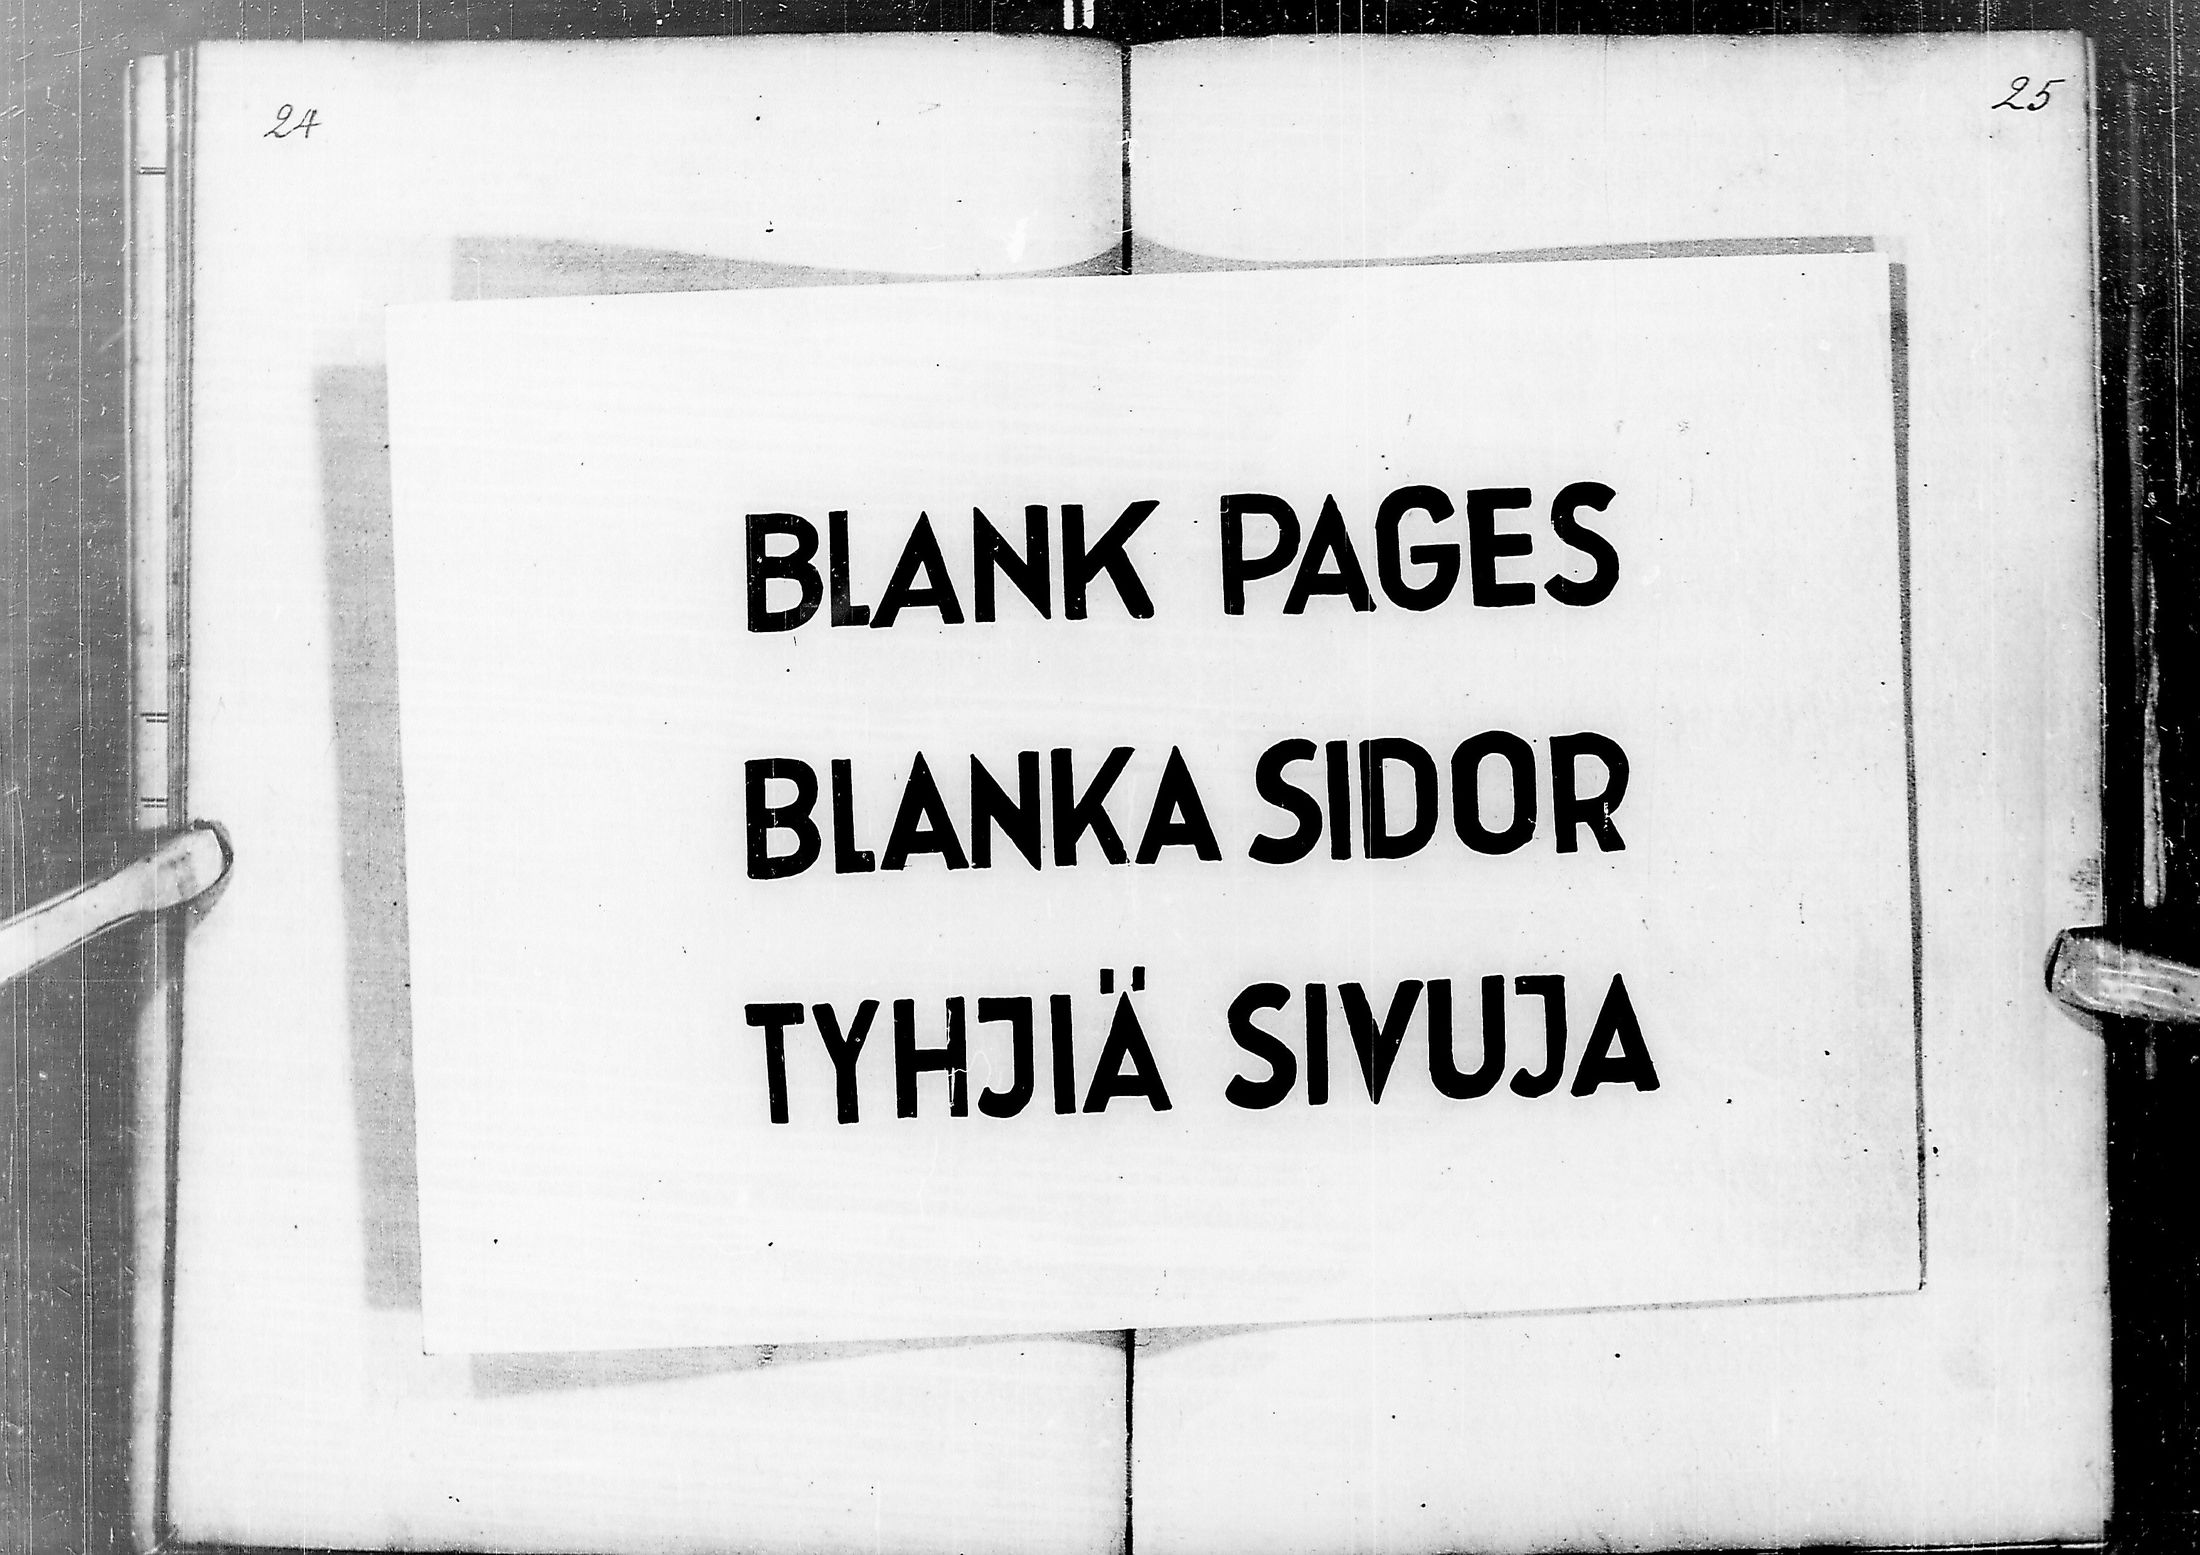 24
25
BLANK PAGES
BLANKA SIDOR
TYHJIÄ SIVUJA